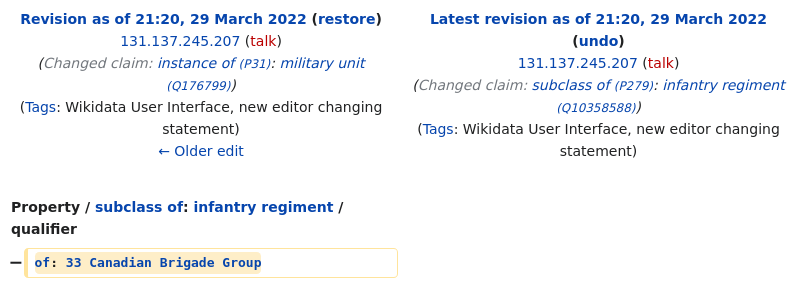 Revision as of 21:20, 29 March 2022 (restore)
131.137.245.207 (talk)
(Changed claim: instance of (P31): military unit
(Q176799))
(Tags: Wikidata User Interface, new editor changing
statement)
← Older edit
Latest revision as of 21:20, 29 March 2022
(undo)
131.137.245.207 (talk)
(Changed claim: subclass of (P279): infantry regiment
(Q10358588))
(Tags: Wikidata User Interface, new editor changing
statement)
Property / subclass of: infantry regiment /
qualifier
− of: 33 Canadian Brigade Group